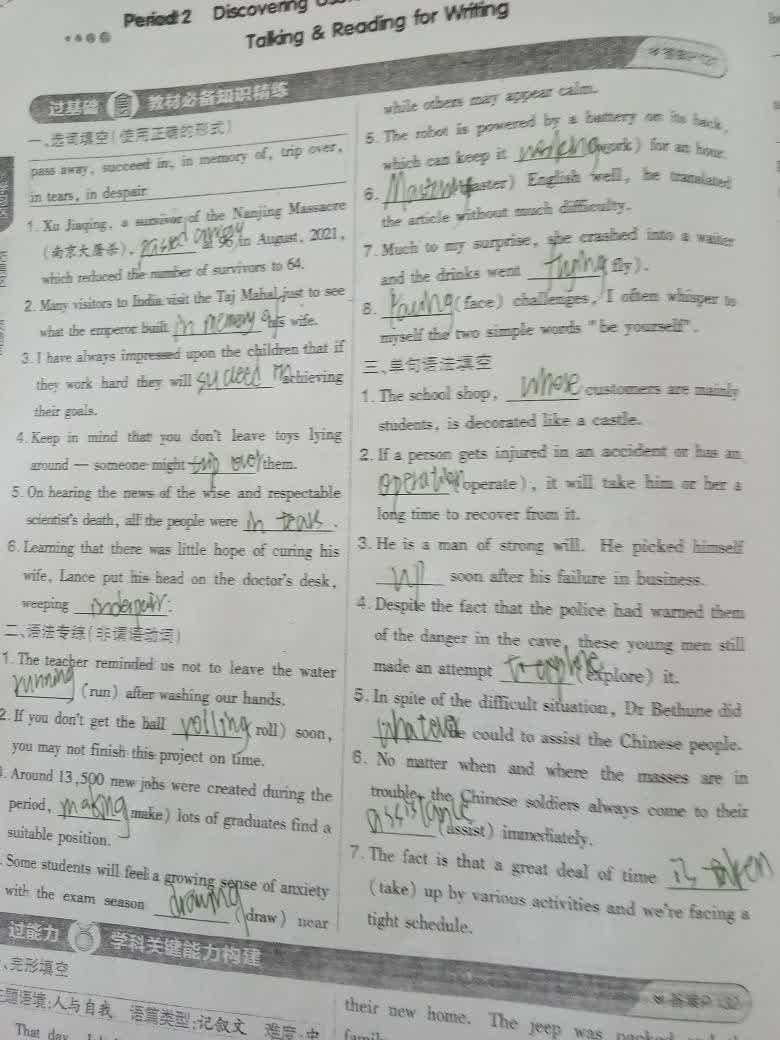 Period 2 Discovering
Talking & Reading for Writing
过基础 教材必备知识精练
一、选词填空(使用正确的形式)
pass away, succeed in, in memory of, trip over,
in tears, in despair
1. Xu Jiaqing, a survivor of the Nanjing Massacre
(南京大屠杀), passed away at 96 in August, 2021,
which reduced the number of survivors to 64.
2. Many visitors to India visit the Taj Mahal just to see
what the emperor built in memory of his wife.
3. I have always impressed upon the children that if
they work hard they will succeed in achieving
their goals.
4. Keep in mind that you don't leave toys lying
around — someone might trip over them.
5. On hearing the news of the wise and respectable
scientist's death, all the people were in tears.
6. Learning that there was little hope of curing his
wife, Lance put his head on the doctor's desk,
weeping
二、语法专练(非谓语动词)
1. The teacher reminded us not to leave the water
running (run) after washing our hands.
2. If you don't get the ball rolling roll) soon,
you may not finish this project on time.
. Around 13,500 new jobs were created during the
period, making make) lots of graduates find a
suitable position.
. Some students will feel a growing sense of anxiety
with the exam season drawing (draw) near
过能力 学科关键能力构建
、完形填空
主题语境:人与自我 语篇类型:记叙文 难度:中
That day
while others may appear calm.
5. The robot is powered by a battery on its back,
which can keep it working work) for an hour.
6. English well, he translated
the article without much difficulty.
7. Much to my surprise, she crashed into a waiter
and the drinks went flying fly).
8. Facing (face) challenges, I often whisper to
myself the two simple words "be yourself".
三、单句语法填空
1. The school shop, whose customers are mainly
students, is decorated like a castle.
2. If a person gets injured in an accident or has an
operation (operate), it will take him or her a
long time to recover from it.
3. He is a man of strong will. He picked himself
up soon after his failure in business.
4. Despite the fact that the police had warned them
of the danger in the cave, these young men still
made an attempt to explore (explore) it.
5. In spite of the difficult situation, Dr Bethune did
whatever he could to assist the Chinese people.
6. No matter when and where the masses are in
trouble, the Chinese soldiers always come to their
assistance (assist) immediately.
7. The fact is that a great deal of time is taken
(take) up by various activities and we're facing a
tight schedule.
答案P132
their new home. The jeep was packed